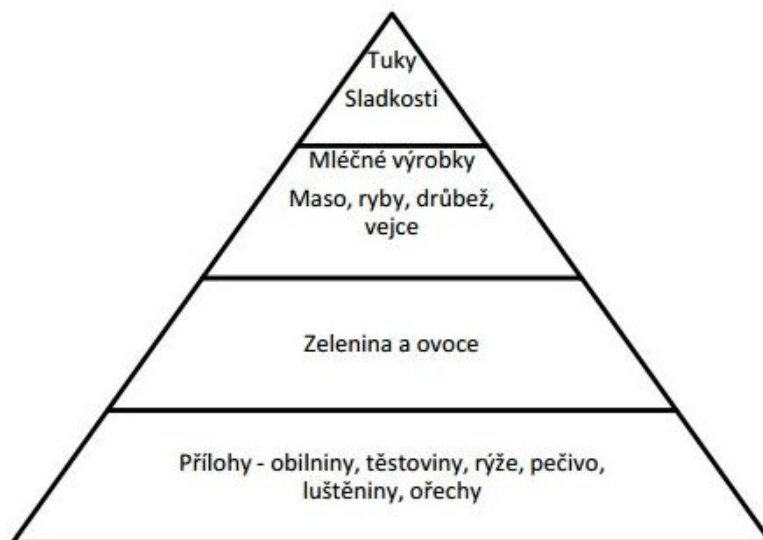 Tuky
Sladkosti
Mléčné výrobky
Maso, ryby, drůbež,
vejce
Zelenina a ovoce
Přílohy - obilniny, těstoviny, rýže, pečivo,
luštěniny, ořechy